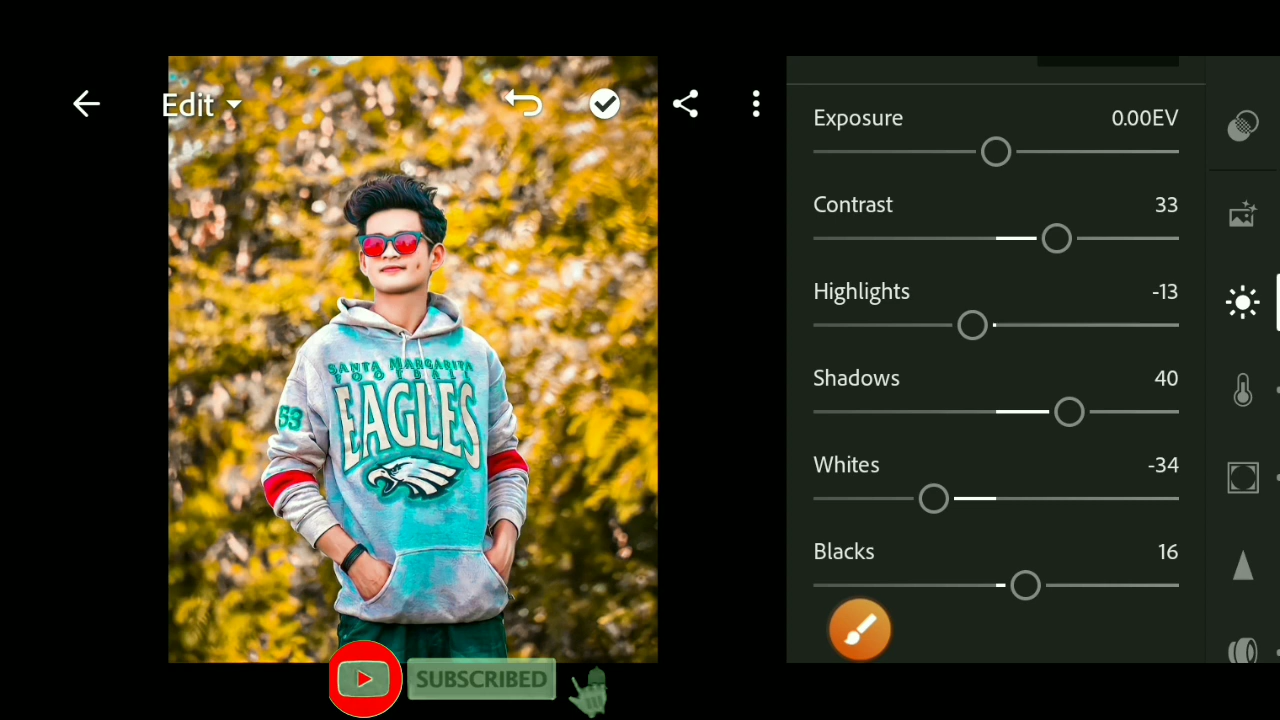 Edit
SANTA MARGARITA
FOOTBALL
EAGLES
53
SUBSCRIBED
Exposure 0.00EV
Contrast 33
Highlights -13
Shadows 40
Whites -34
Blacks 16